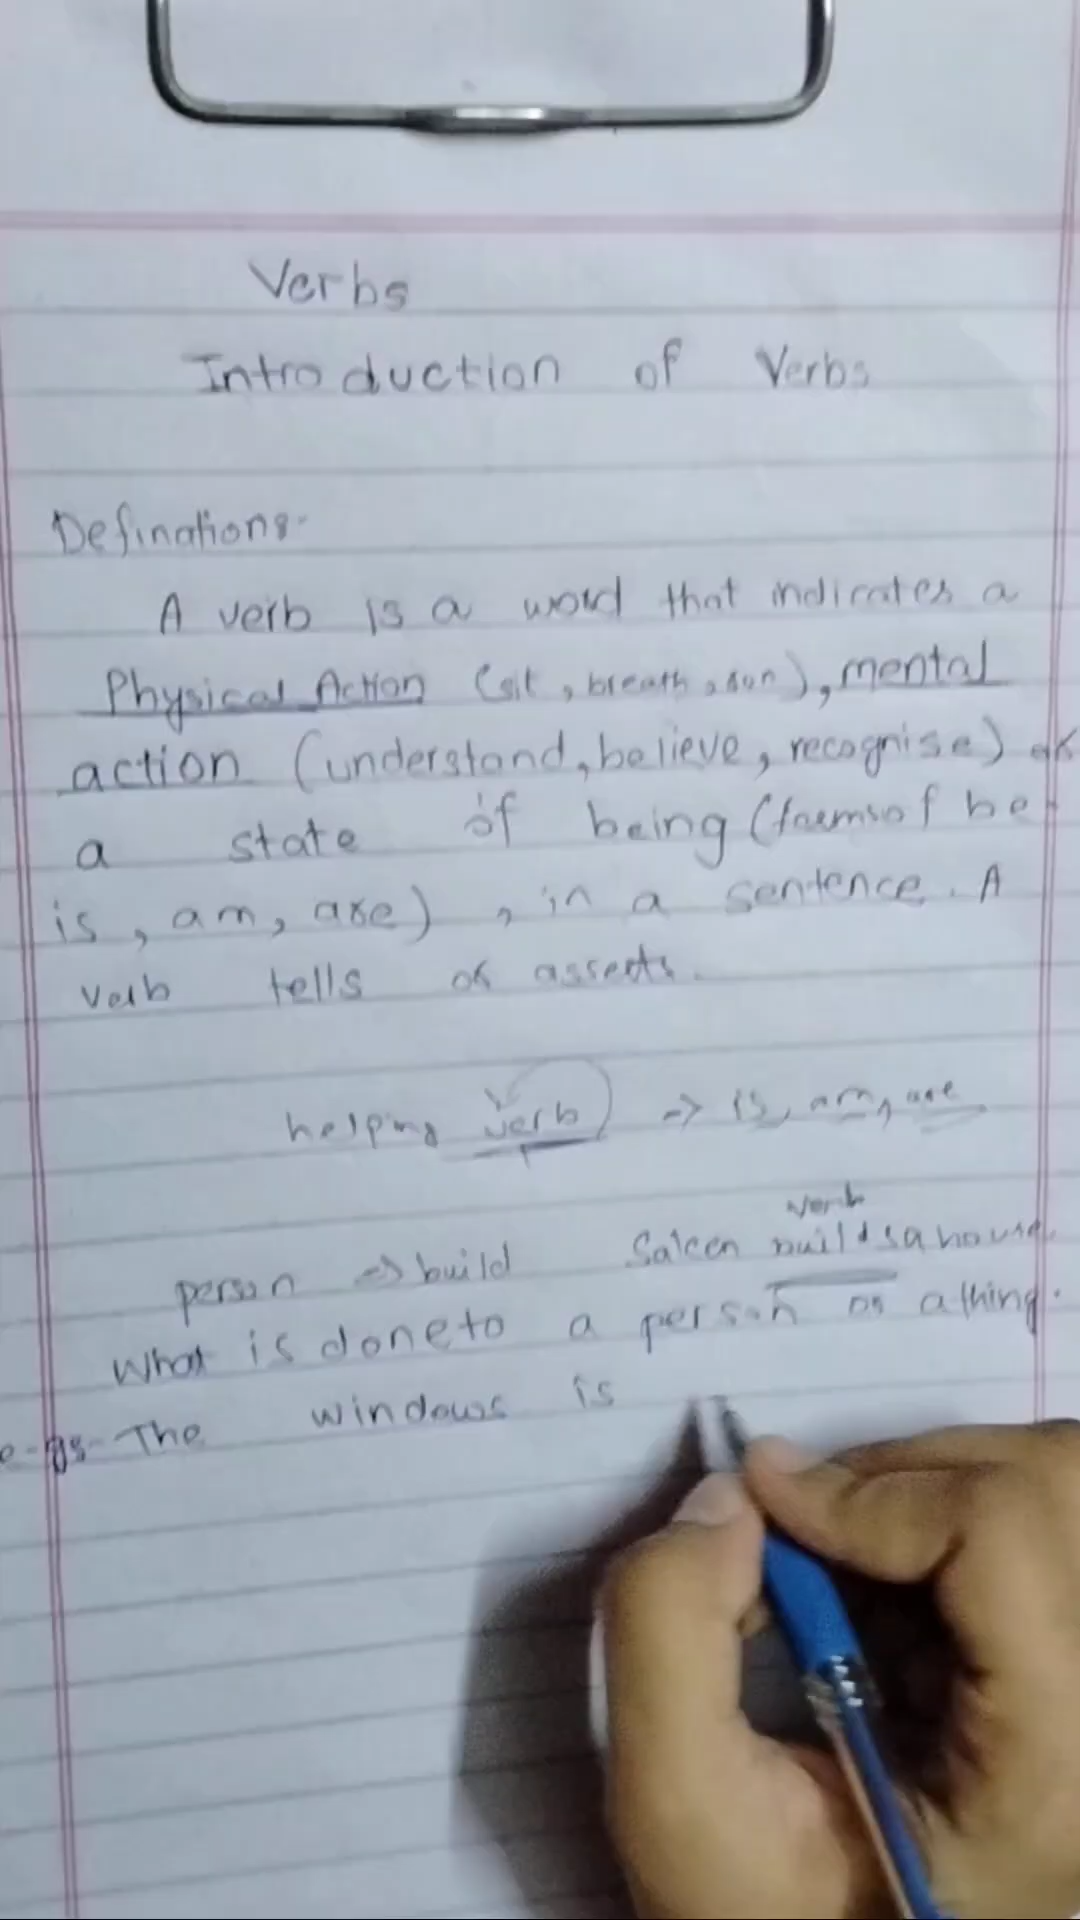 Verbs
Introduction of Verbs
Definations:-
A verb is a word that indicates a
Physical Action (sit, breath, run), mental
action (understand, believe, recognise) or
a state of being (forms of be
is, am, are), in a sentence. A
verb tells or asserts.
helping verb → is, am, are
verb
person → build Saleen builds a house.
What is done to a person or a thing.
e-gs- The windows is